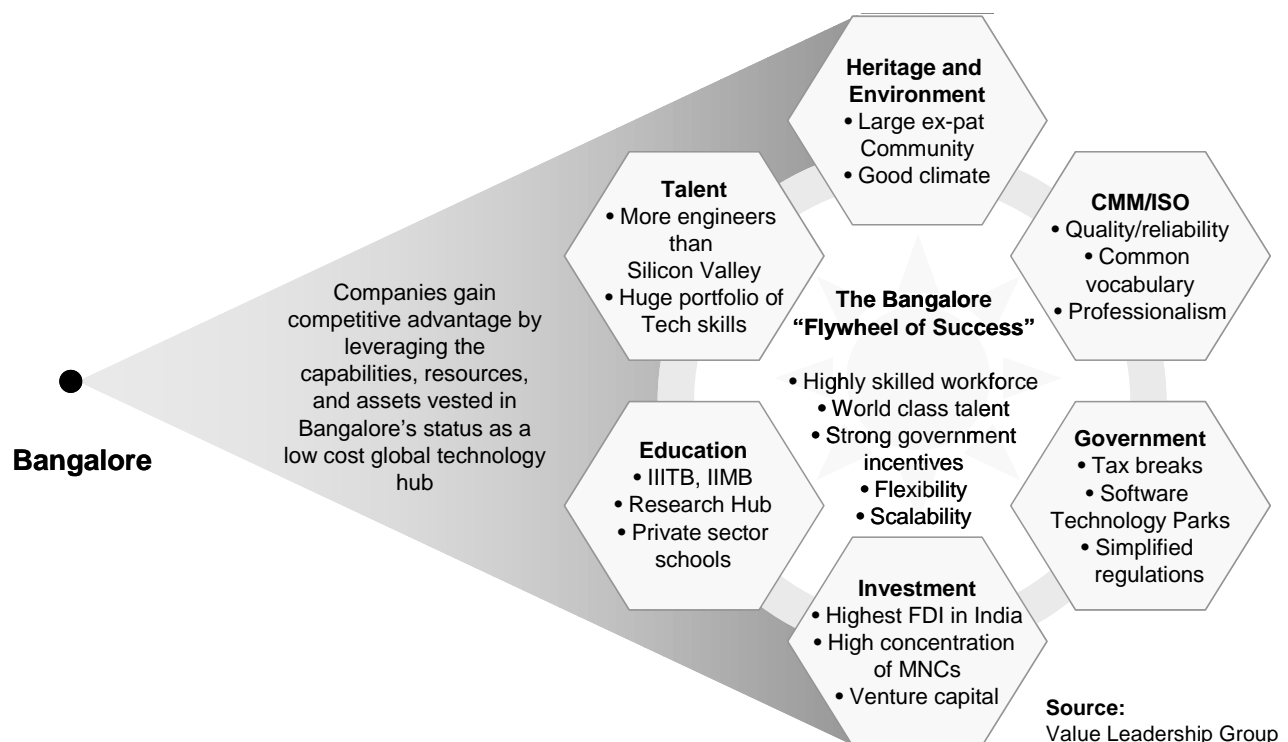 Bangalore
Companies gain
competitive advantage by
leveraging the
capabilities, resources,
and assets vested in
Bangalore's status as a
low cost global technology
hub
Heritage and
Environment
• Large ex-pat
Community
• Good climate
Talent
• More engineers
than
Silicon Valley
• Huge portfolio of
Tech skills
CMM/ISO
• Quality/reliability
• Common
vocabulary
• Professionalism
The Bangalore
“Flywheel of Success”
• Highly skilled workforce
• World class talent
• Strong government
incentives
• Flexibility
• Scalability
Education
• IIITB, IIMB
• Research Hub
• Private sector
schools
Government
• Tax breaks
• Software
Technology Parks
• Simplified
regulations
Investment
• Highest FDI in India
• High concentration
of MNCs
• Venture capital
Source:
Value Leadership Group